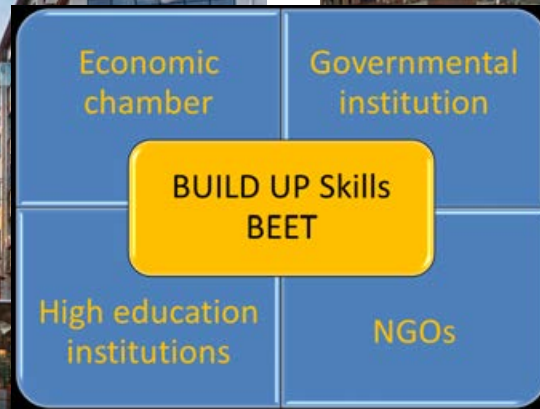 Economic
chamber
Governmental
institution
BUILD UP Skills
BEET
High education
institutions
NGOs